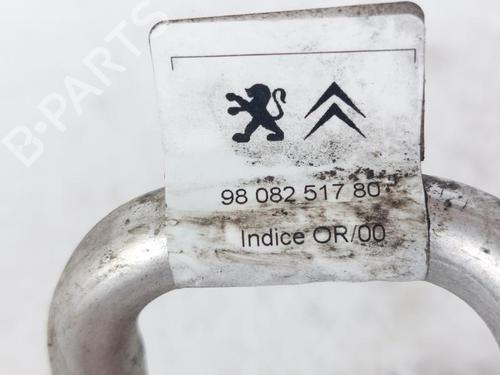 B-PARTS
98 082 517 80
Indice OR/00